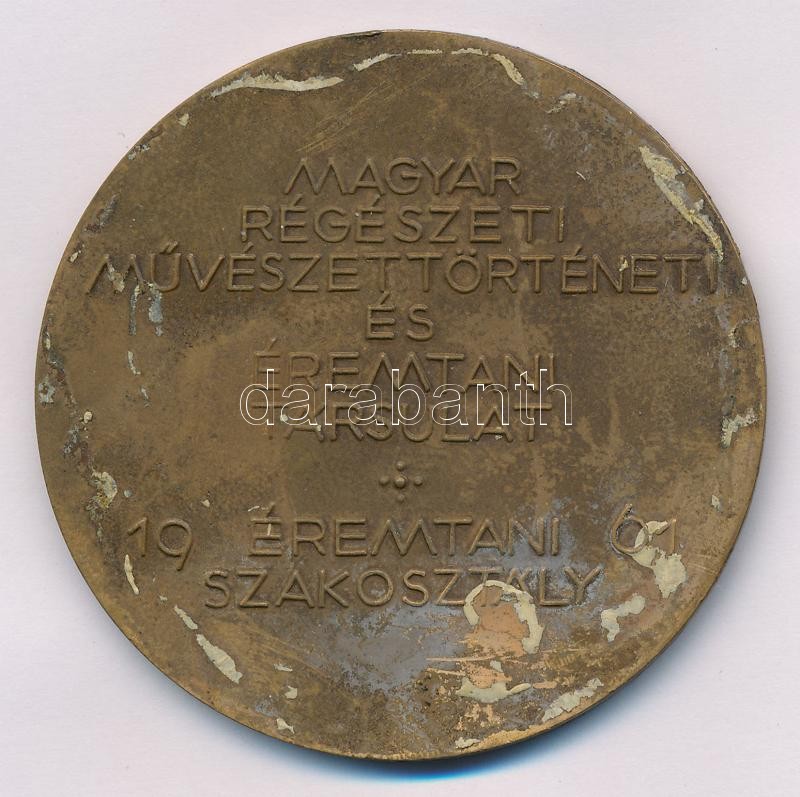 MAGYAR
RÉGÉSZETI
MŰVÉSZETTÖRTÉNETI
ÉS
ÉREMTANI
darabanth
TÁRSULAT
19 ÉREMTANI 61
SZAKOSZTÁLY